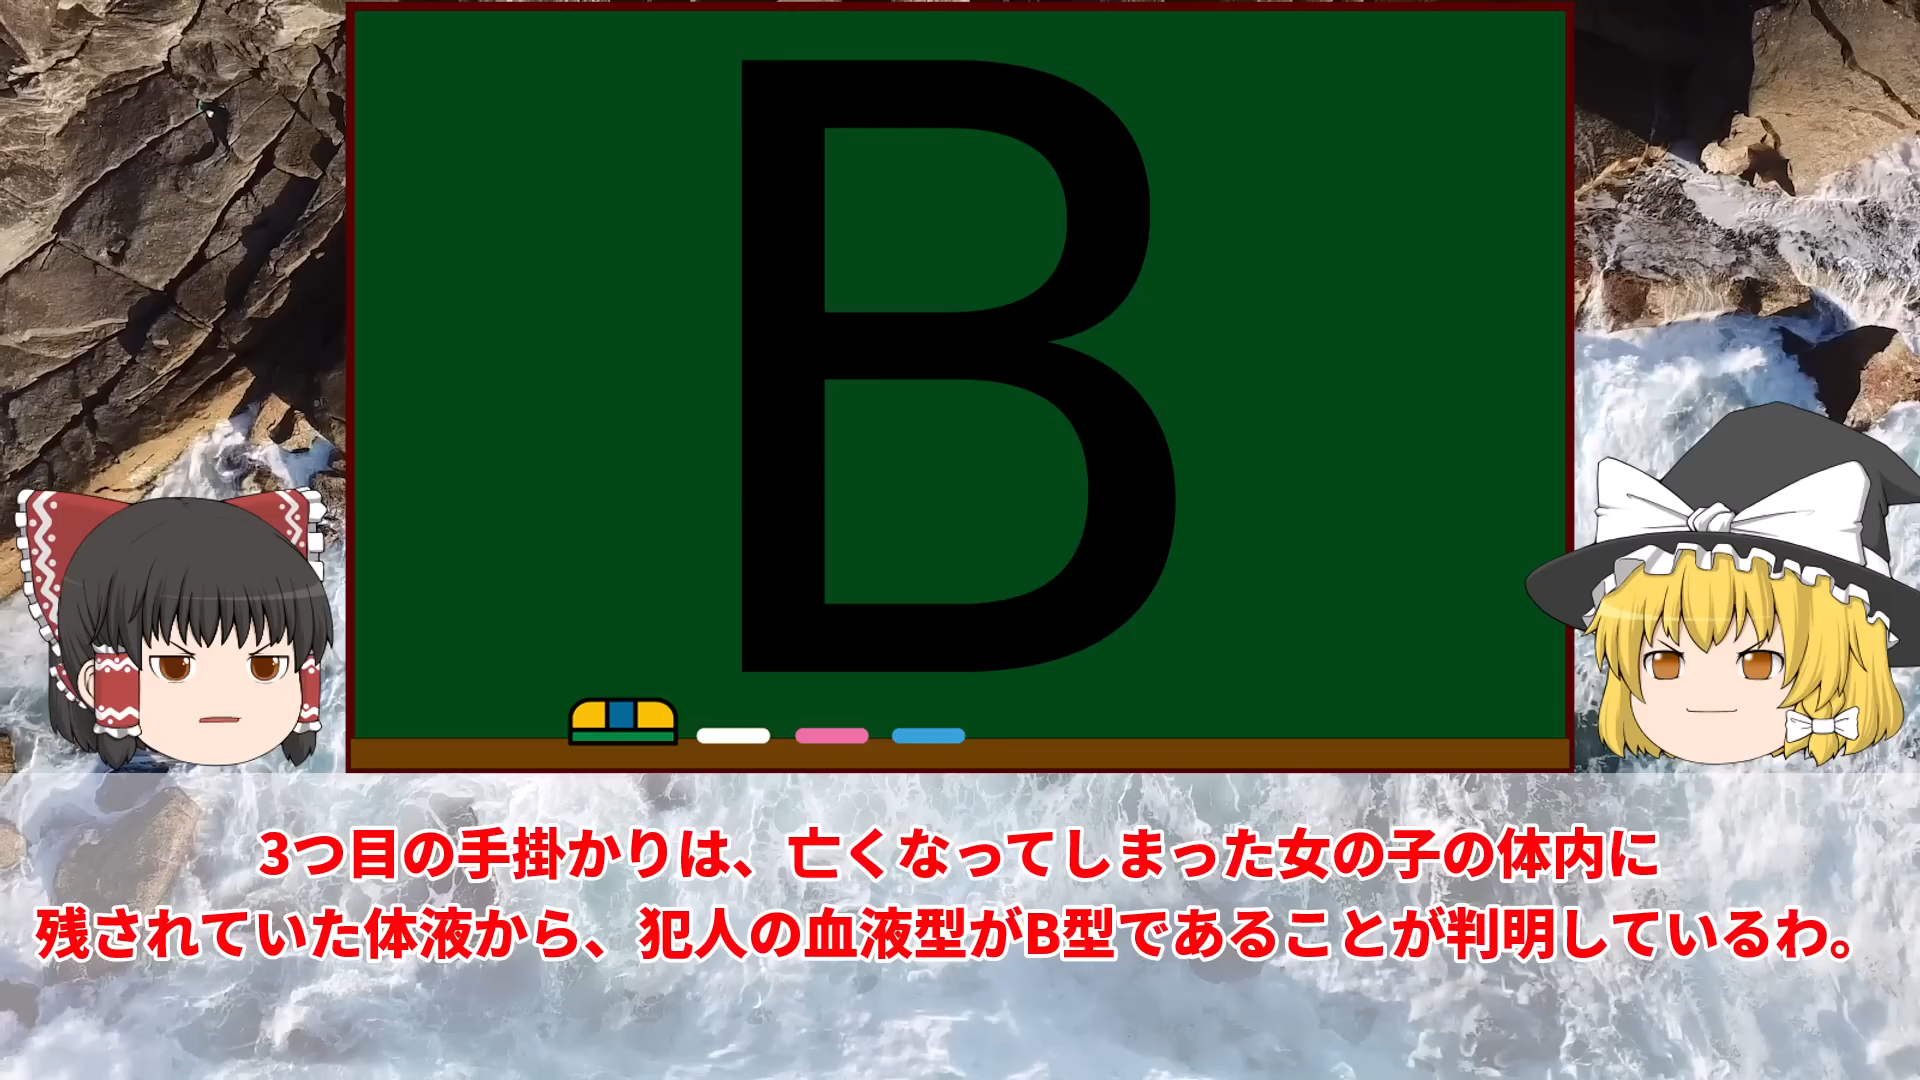 B
3つ目の手掛かりは、亡くなってしまった女の子の体内に
残されていた体液から、犯人の血液型がB型であることが判明しているわ。